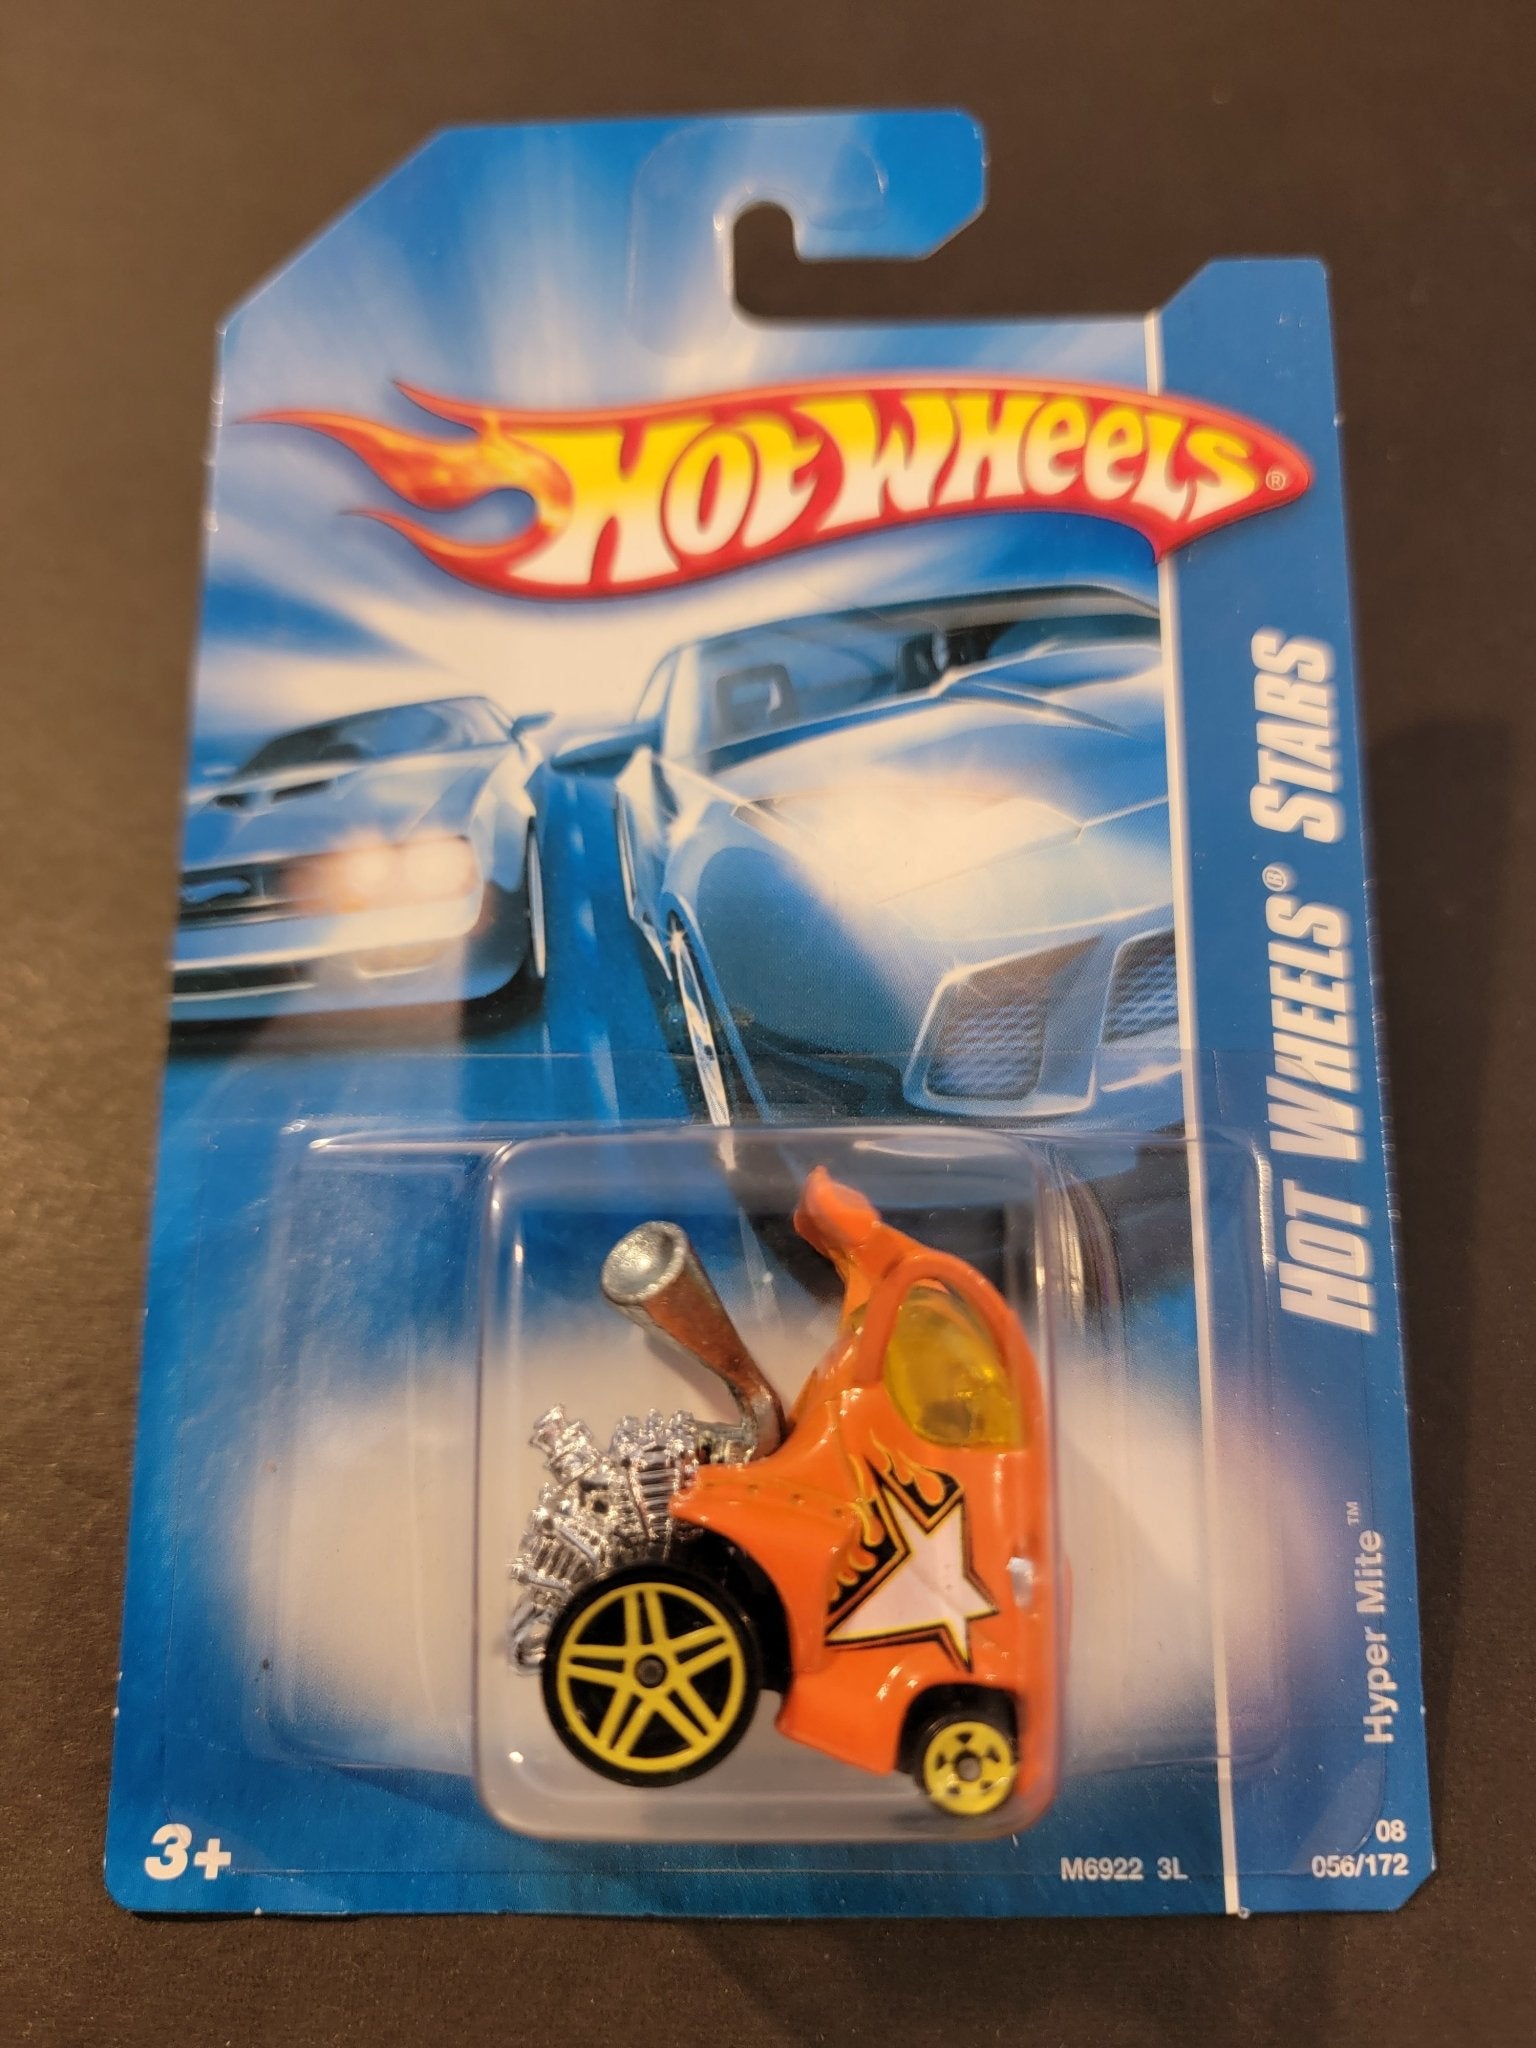 HOT WHEELS®
HOT WHEELS® STARS
Hyper Mite™
3+
M6922 3L
08
056/172